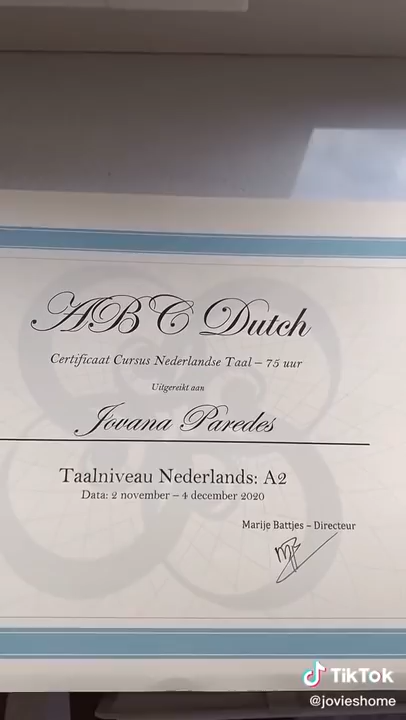 ABC Dutch
Certificaat Cursus Nederlandse Taal – 75 uur
Uitgereikt aan
Jovana Paredes
Taalniveau Nederlands: A2
Data: 2 november – 4 december 2020
Marije Battjes – Directeur
MB
TikTok
@jovieshome